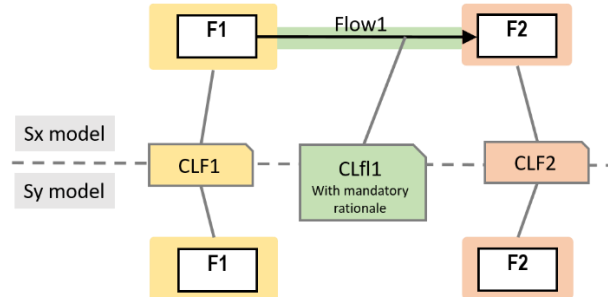 F1
Flow1
F2
Sx model
CLF1
CLfl1
With mandatory
rationale
CLF2
Sy model
F1
F2